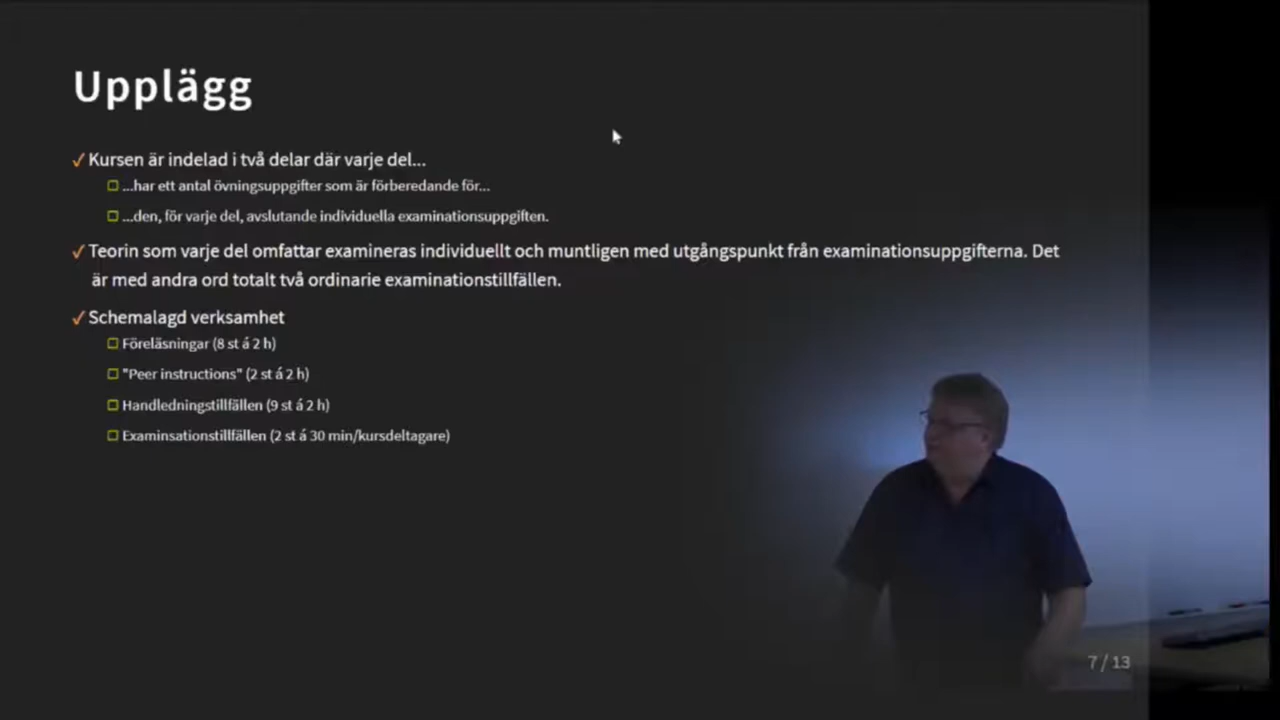 Upplägg
Kursen är indelad i två delar där varje del...
...har ett antal övningsuppgifter som är förberedande för...
...den, för varje del, avslutande individuella examinationsuppgiften.
Teorin som varje del omfattar examineras individuellt och muntligen med utgångspunkt från examinationsuppgifterna. Det
är med andra ord totalt två ordinarie examinationstillfällen.
Schemalagd verksamhet
Föreläsningar (8 st á 2 h)
"Peer instructions" (2 st á 2 h)
Handledningstillfällen (9 st á 2 h)
Examinsationstillfällen (2 st á 30 min/kursdeltagare)
7 / 13